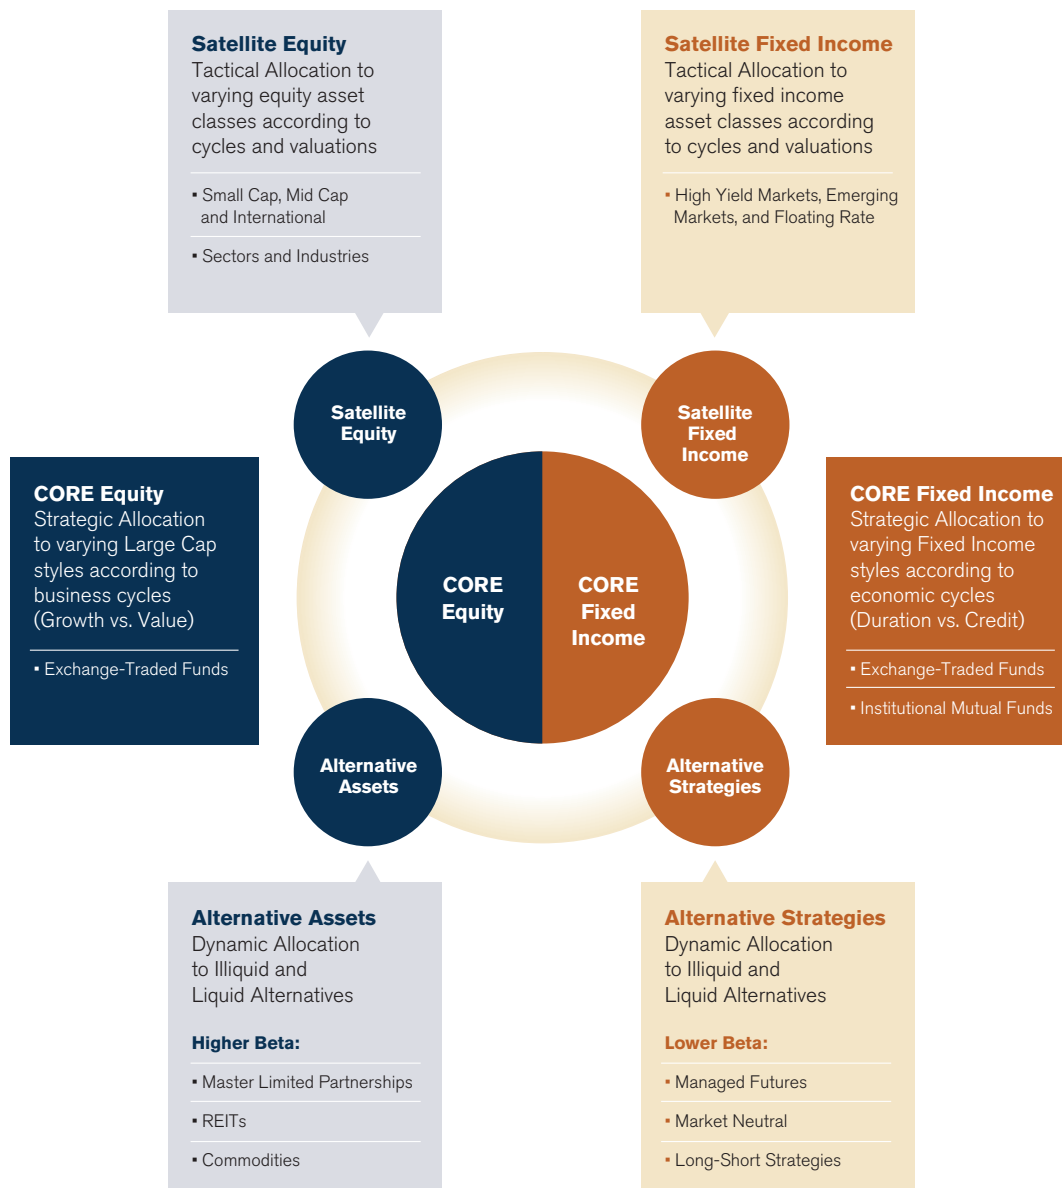 Satellite Equity
Tactical Allocation to
varying equity asset
classes according to
cycles and valuations
▪ Small Cap, Mid Cap
and International
▪ Sectors and Industries
Satellite Fixed Income
Tactical Allocation to
varying fixed income
asset classes according
to cycles and valuations
▪ High Yield Markets, Emerging
Markets, and Floating Rate
Satellite
Equity
Satellite
Fixed
Income
CORE Equity
Strategic Allocation
to varying Large Cap
styles according to
business cycles
(Growth vs. Value)
▪ Exchange-Traded Funds
CORE
Equity
CORE
Fixed
Income
CORE Fixed Income
Strategic Allocation to
varying Fixed Income
styles according to
economic cycles
(Duration vs. Credit)
▪ Exchange-Traded Funds
▪ Institutional Mutual Funds
Alternative
Assets
Alternative
Strategies
Alternative Assets
Dynamic Allocation
to Illiquid and
Liquid Alternatives
Higher Beta:
▪ Master Limited Partnerships
▪ REITs
▪ Commodities
Alternative Strategies
Dynamic Allocation
to Illiquid and
Liquid Alternatives
Lower Beta:
▪ Managed Futures
▪ Market Neutral
▪ Long-Short Strategies